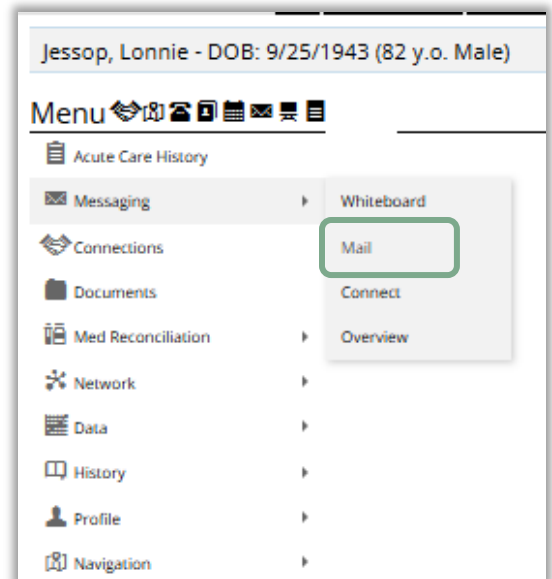 Jessop, Lonnie - DOB: 9/25/1943 (82 y.o. Male)
Menu
Acute Care History
Messaging
Whiteboard
Connections
Mail
Documents
Connect
Med Reconciliation
Overview
Network
Data
History
Profile
Navigation